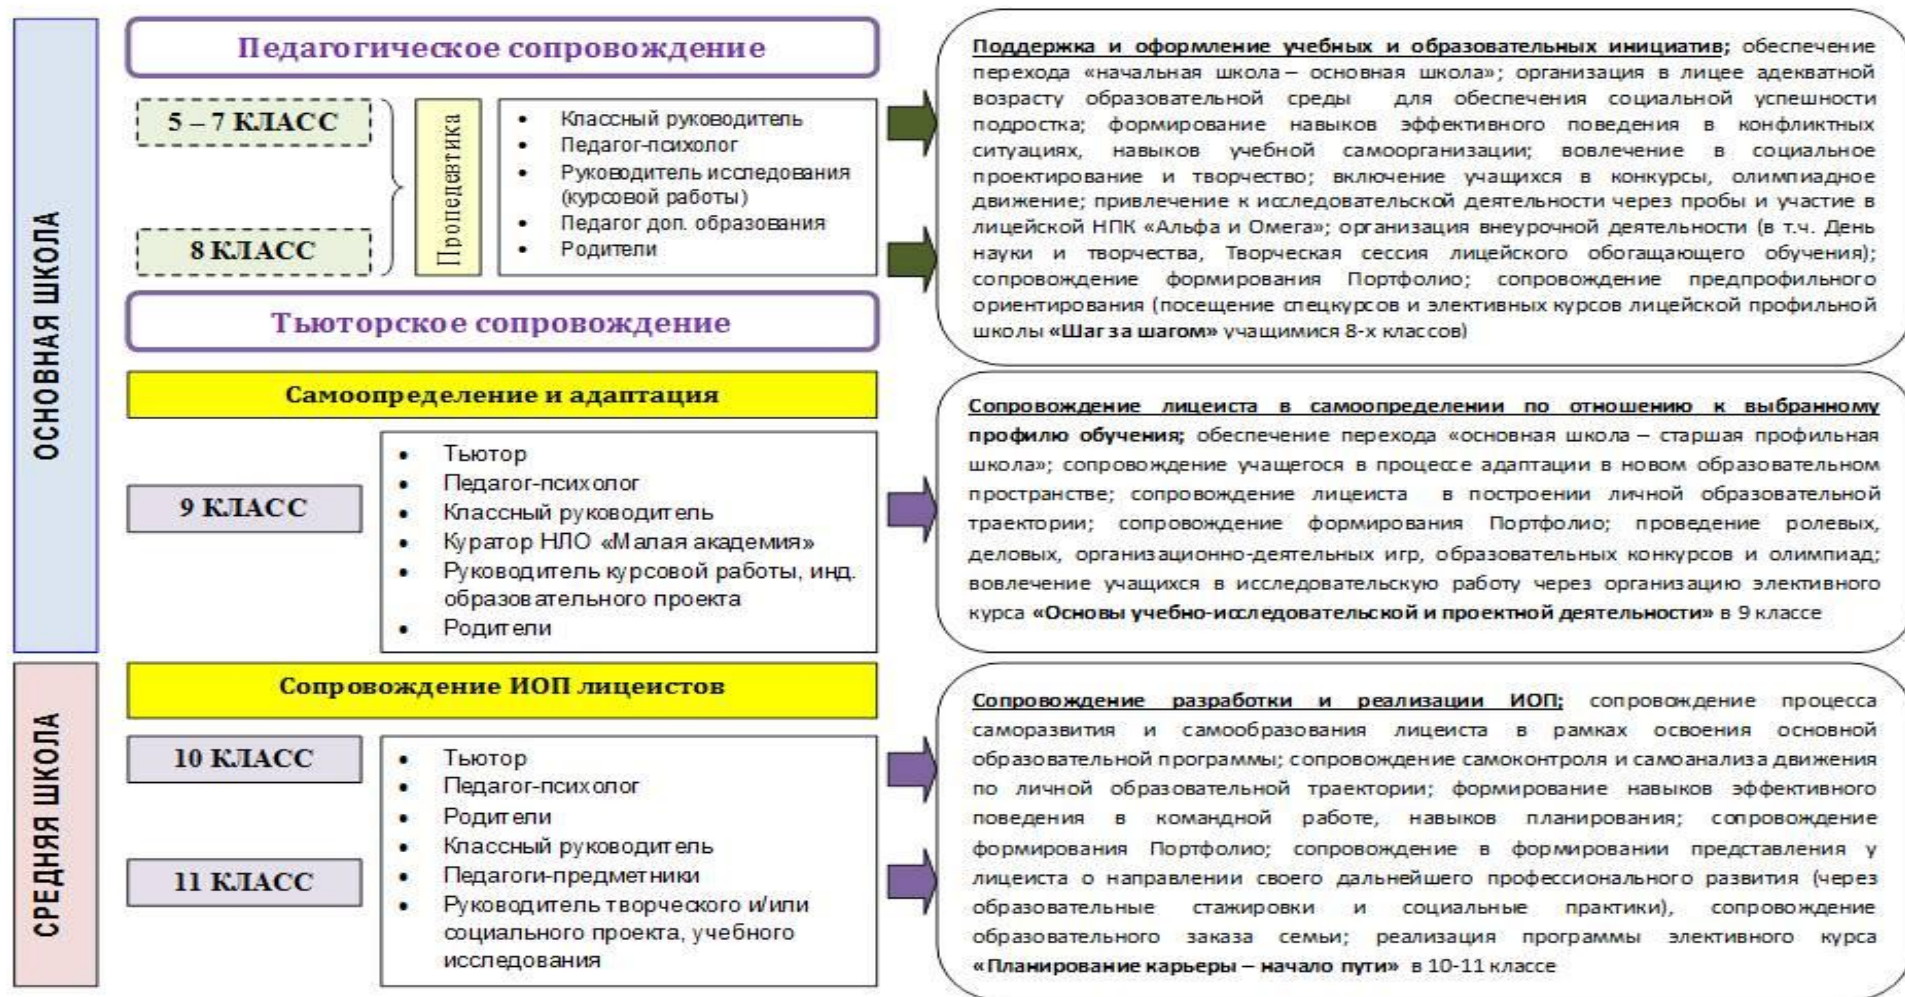 ОСНОВНАЯ ШКОЛА
Педагогическое сопровождение
5 – 7 КЛАСС
8 КЛАСС
Пропедевтика
• Классный руководитель
• Педагог-психолог
• Руководитель исследования
(курсовой работы)
• Педагог доп. образования
• Родители
Поддержка и оформление учебных и образовательных инициатив; обеспечение
перехода «начальная школа – основная школа»; организация в лицее адекватной
возрасту образовательной среды для обеспечения социальной успешности
подростка; формирование навыков эффективного поведения в конфликтных
ситуациях, навыков учебной самоорганизации; вовлечение в социальное
проектирование и творчество; включение учащихся в конкурсы, олимпиадное
движение; привлечение к исследовательской деятельности через пробы и участие в
лицейской НПК «Альфа и Омега»; организация внеурочной деятельности (в т.ч. День
науки и творчества, Творческая сессия лицейского обогащающего обучения);
сопровождение формирования Портфолио; сопровождение предпрофильного
ориентирования (посещение спецкурсов и элективных курсов лицейской профильной
школы «Шаг за шагом» учащимися 8-х классов)
Тьюторское сопровождение
Самоопределение и адаптация
9 КЛАСС
• Тьютор
• Педагог-психолог
• Классный руководитель
• Куратор НЛО «Малая академия»
• Руководитель курсовой работы, инд.
образовательного проекта
• Родители
Сопровождение лицеиста в самоопределении по отношению к выбранному
профилю обучения; обеспечение перехода «основная школа – старшая профильная
школа»; сопровождение учащегося в процессе адаптации в новом образовательном
пространстве; сопровождение лицеиста в построении личной образовательной
траектории; сопровождение формирования Портфолио; проведение ролевых,
деловых, организационно-деятельных игр, образовательных конкурсов и олимпиад;
вовлечение учащихся в исследовательскую работу через организацию элективного
курса «Основы учебно-исследовательской и проектной деятельности» в 9 классе
СРЕДНЯЯ ШКОЛА
Сопровождение ИОП лицеистов
10 КЛАСС
11 КЛАСС
• Тьютор
• Педагог-психолог
• Родители
• Классный руководитель
• Педагоги-предметники
• Руководитель творческого и/или
социального проекта, учебного
исследования
Сопровождение разработки и реализации ИОП; сопровождение процесса
саморазвития и самообразования лицеиста в рамках освоения основной
образовательной программы; сопровождение самоконтроля и самоанализа движения
по личной образовательной траектории; формирование навыков эффективного
поведения в командной работе, навыков планирования; сопровождение
формирования Портфолио; сопровождение в формировании представления у
лицеиста о направлении своего дальнейшего профессионального развития (через
образовательные стажировки и социальные практики), сопровождение
образовательного заказа семьи; реализация программы элективного курса
«Планирование карьеры – начало пути» в 10-11 классе